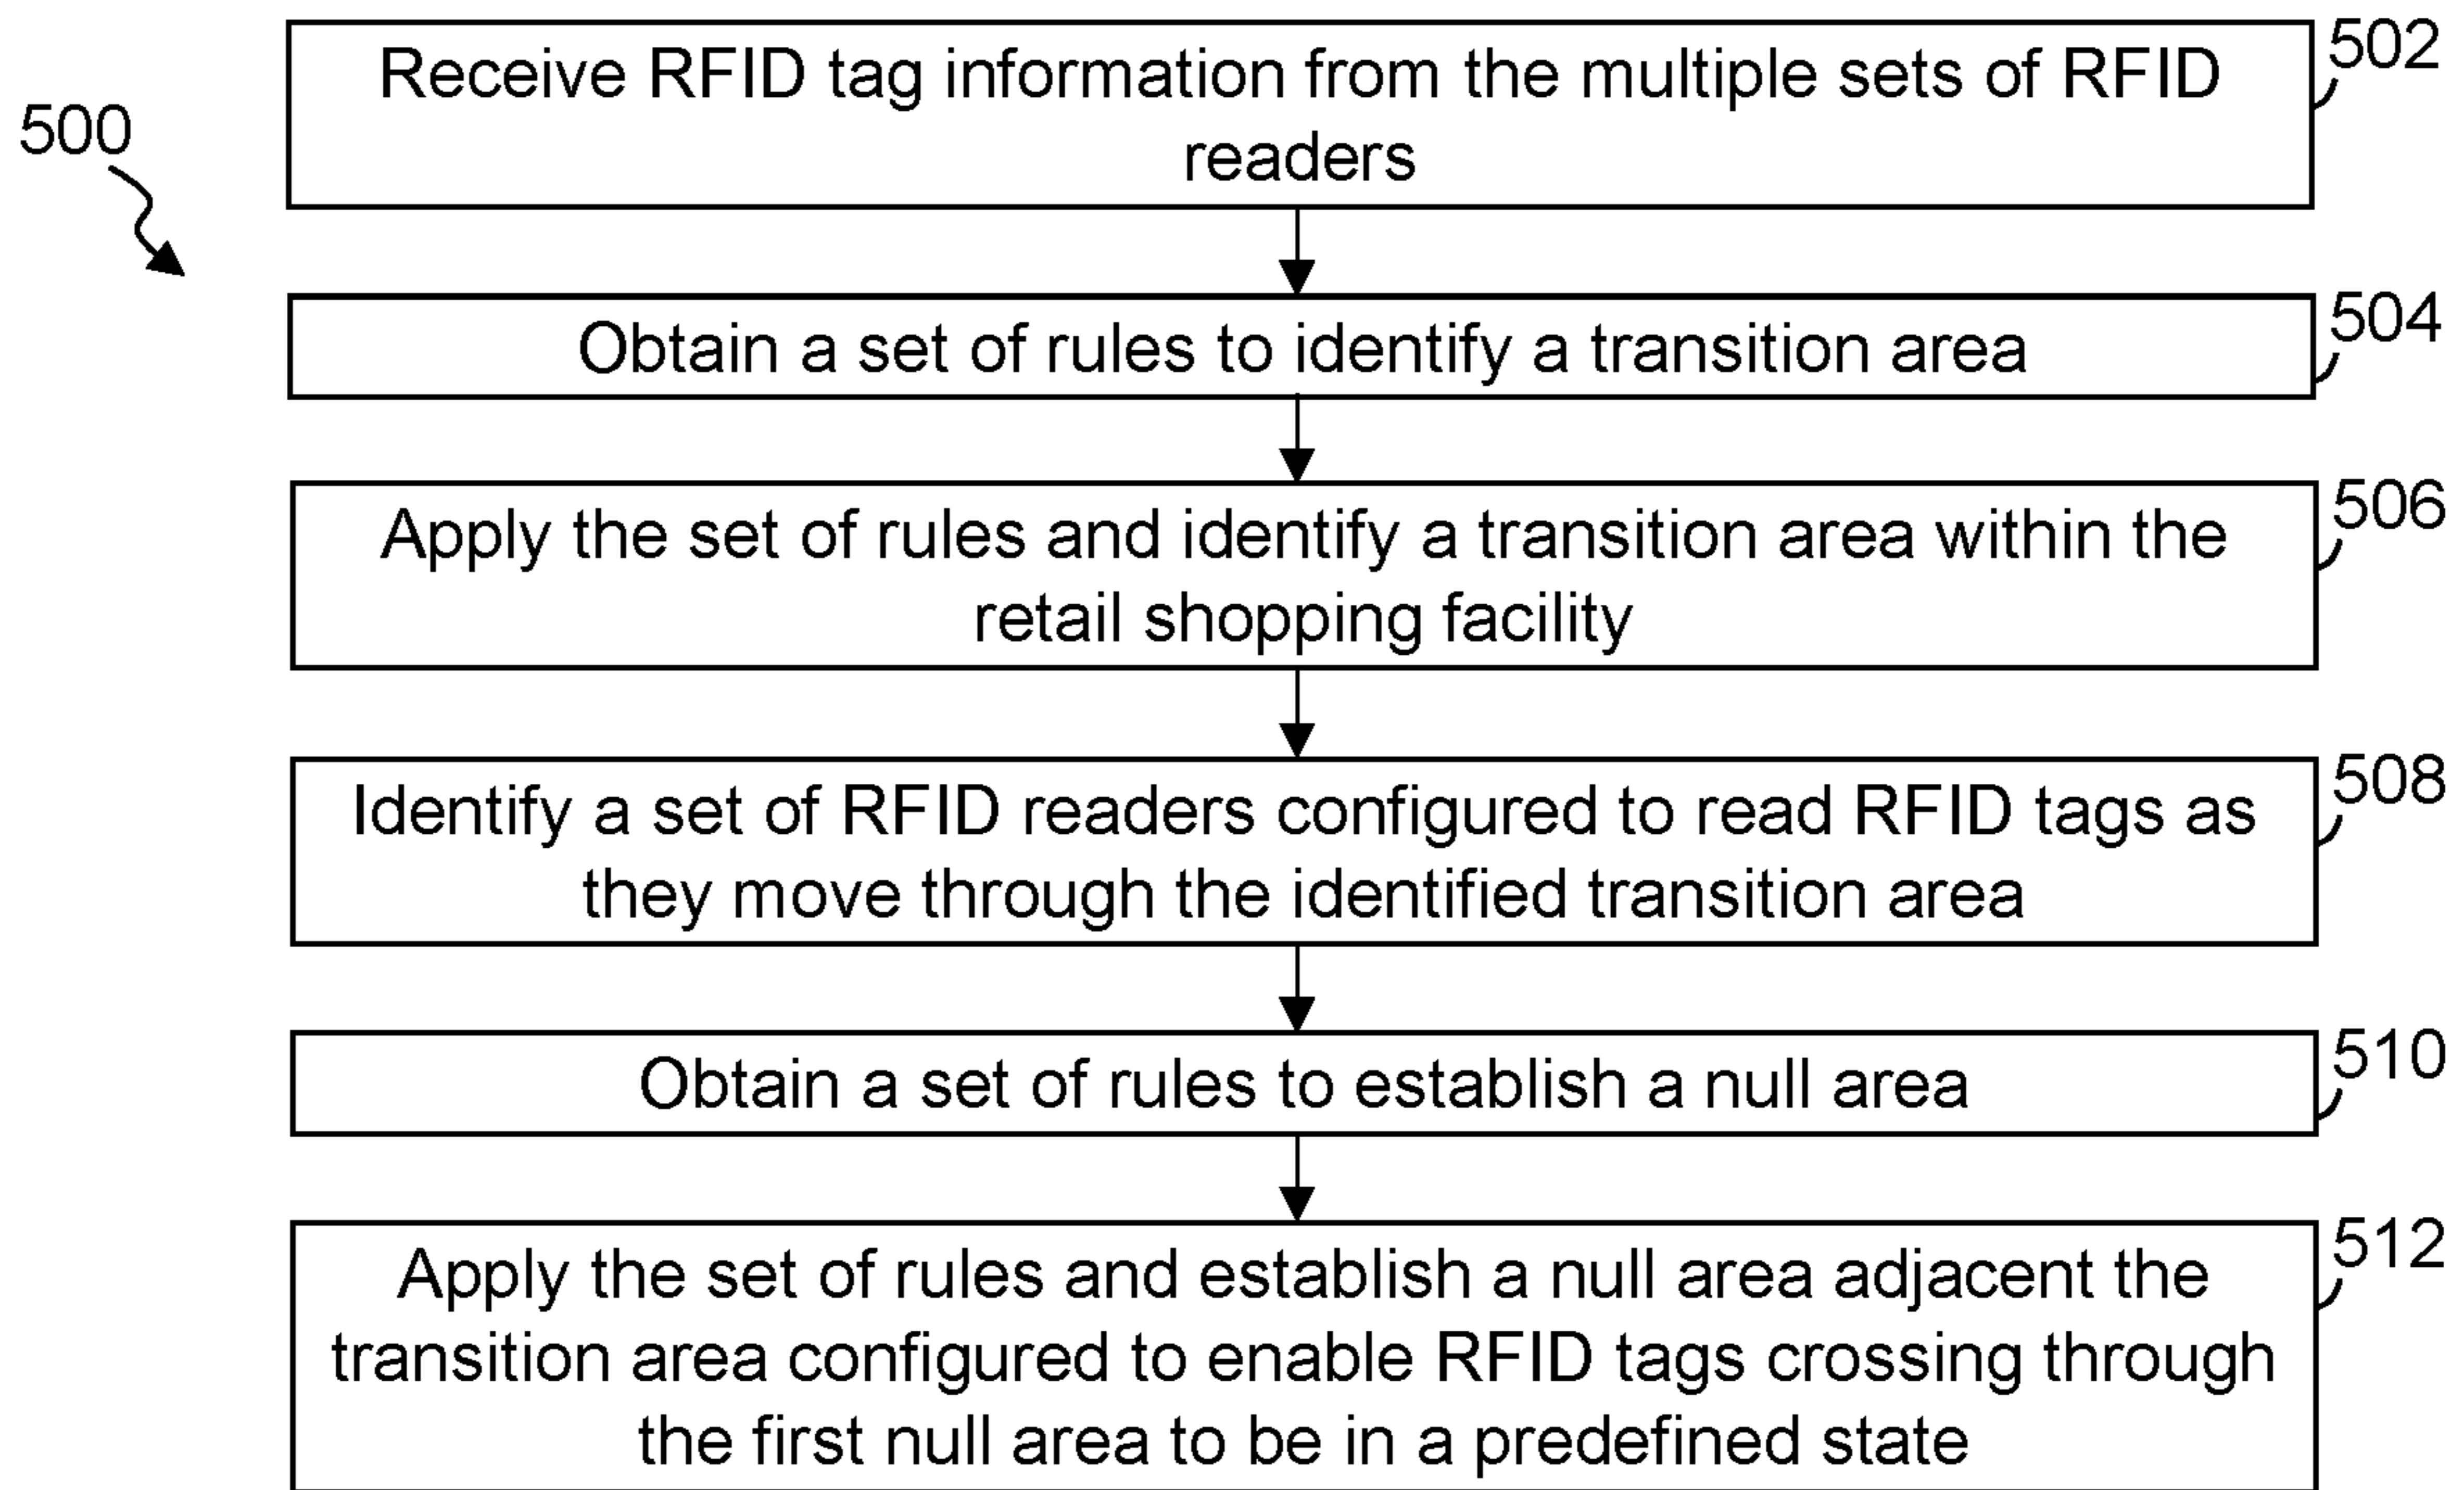 500
Receive RFID tag information from the multiple sets of RFID
readers
502
Obtain a set of rules to identify a transition area
504
Apply the set of rules and identify a transition area within the
retail shopping facility
506
Identify a set of RFID readers configured to read RFID tags as
they move through the identified transition area
508
Obtain a set of rules to establish a null area
510
Apply the set of rules and establish a null area adjacent the
transition area configured to enable RFID tags crossing through
the first null area to be in a predefined state
512